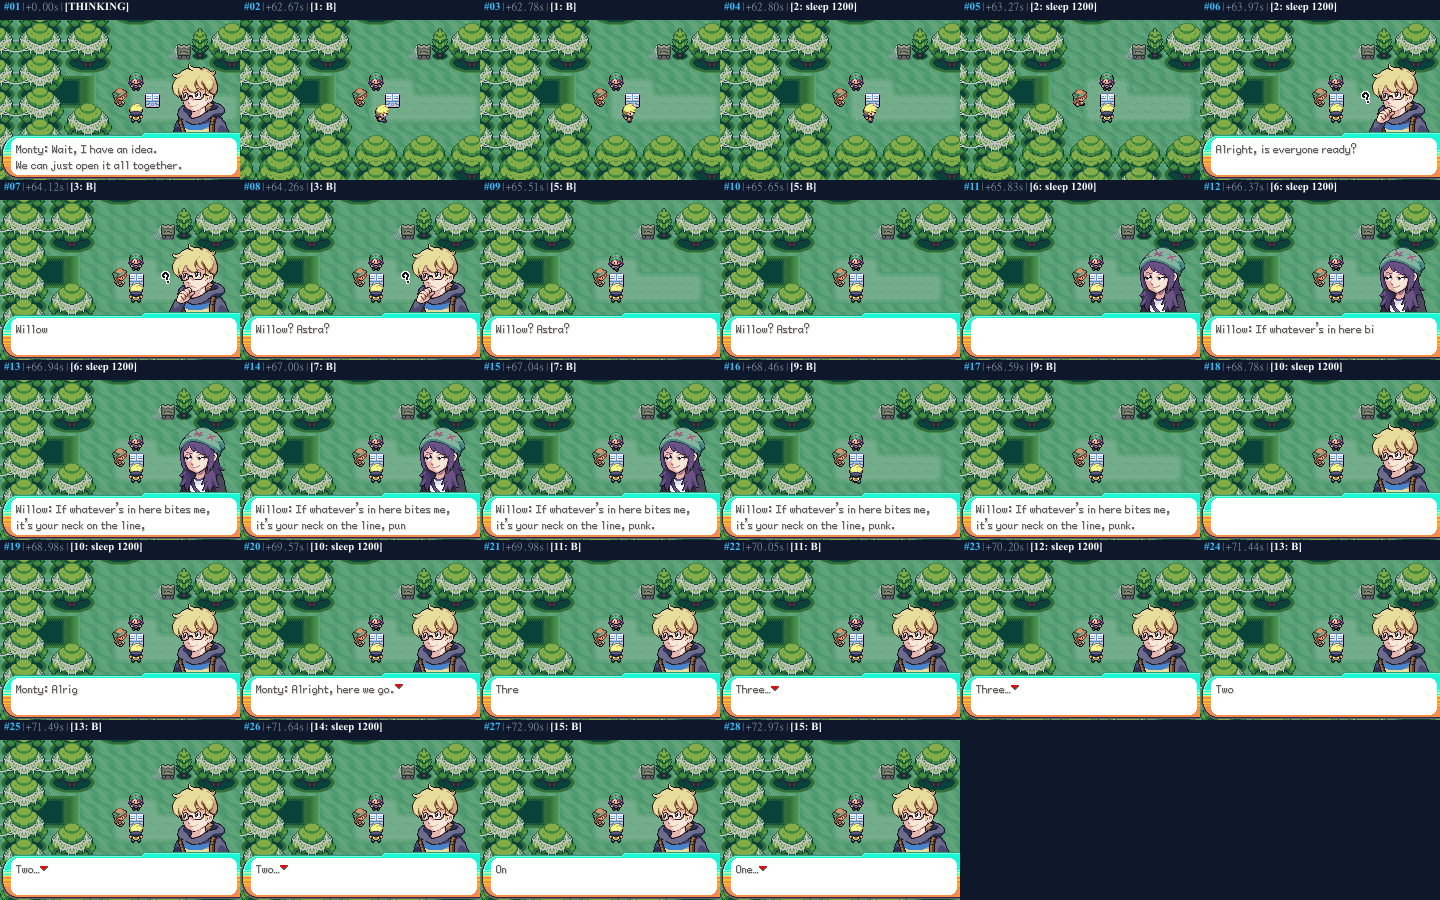 #01|+0.00s|[THINKING]
#02|+62.67s|[1: B]
#03|+62.78s|[1: B]
#04|+62.80s|[2: sleep 1200]
#05|+63.27s|[2: sleep 1200]
#06|+63.97s|[2: sleep 1200]
Monty: Wait, I have an idea.
We can just open it all together.
Alright, is everyone ready?
#07|+64.12s|[3: B]
#08|+64.26s|[3: B]
#09|+65.51s|[5: B]
#10|+65.65s|[5: B]
#11|+65.83s|[6: sleep 1200]
#12|+66.37s|[6: sleep 1200]
Willow
Willow? Astra?
Willow? Astra?
Willow? Astra?
Willow: If whatever's in here bi
#13|+66.94s|[6: sleep 1200]
#14|+67.00s|[7: B]
#15|+67.04s|[7: B]
#16|+68.46s|[9: B]
#17|+68.59s|[9: B]
#18|+68.78s|[10: sleep 1200]
Willow: If whatever's in here bites me,
it's your neck on the line,
Willow: If whatever's in here bites me,
it's your neck on the line, pun
Willow: If whatever's in here bites me,
it's your neck on the line, punk.
Willow: If whatever's in here bites me,
it's your neck on the line, punk.
Willow: If whatever's in here bites me,
it's your neck on the line, punk.
#19|+68.98s|[10: sleep 1200]
#20|+69.57s|[10: sleep 1200]
#21|+69.98s|[11: B]
#22|+70.05s|[11: B]
#23|+70.20s|[12: sleep 1200]
#24|+71.44s|[13: B]
Monty: Alrig
Monty: Alright, here we go.
Thre
Three...
Three...
Two
#25|+71.49s|[13: B]
#26|+71.64s|[14: sleep 1200]
#27|+72.90s|[15: B]
#28|+72.97s|[15: B]
Two...
Two...
On
One...